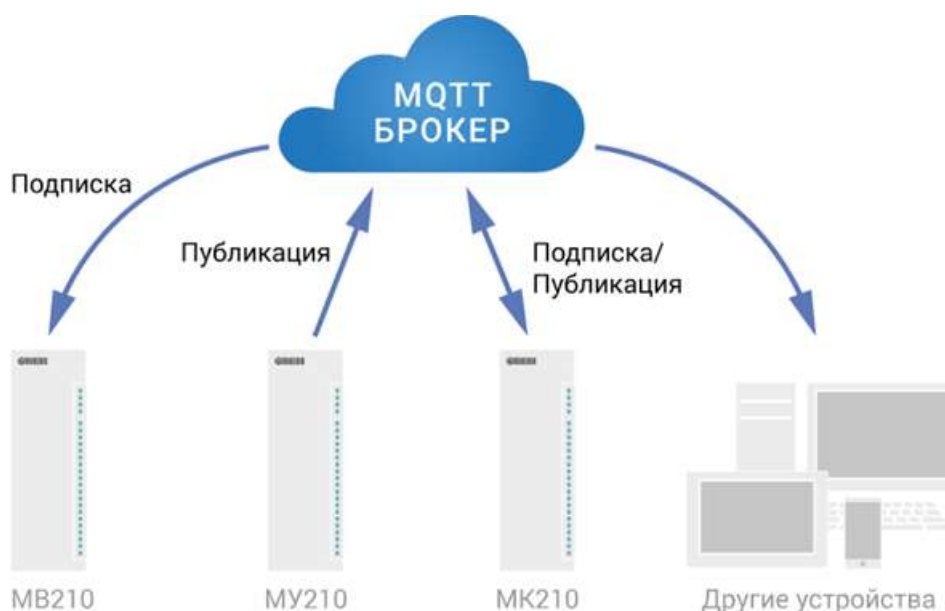 MQTT
БРОКЕР
Подписка
Публикация
Подписка/
Публикация
МВ210
МУ210
МК210
Другие устройства